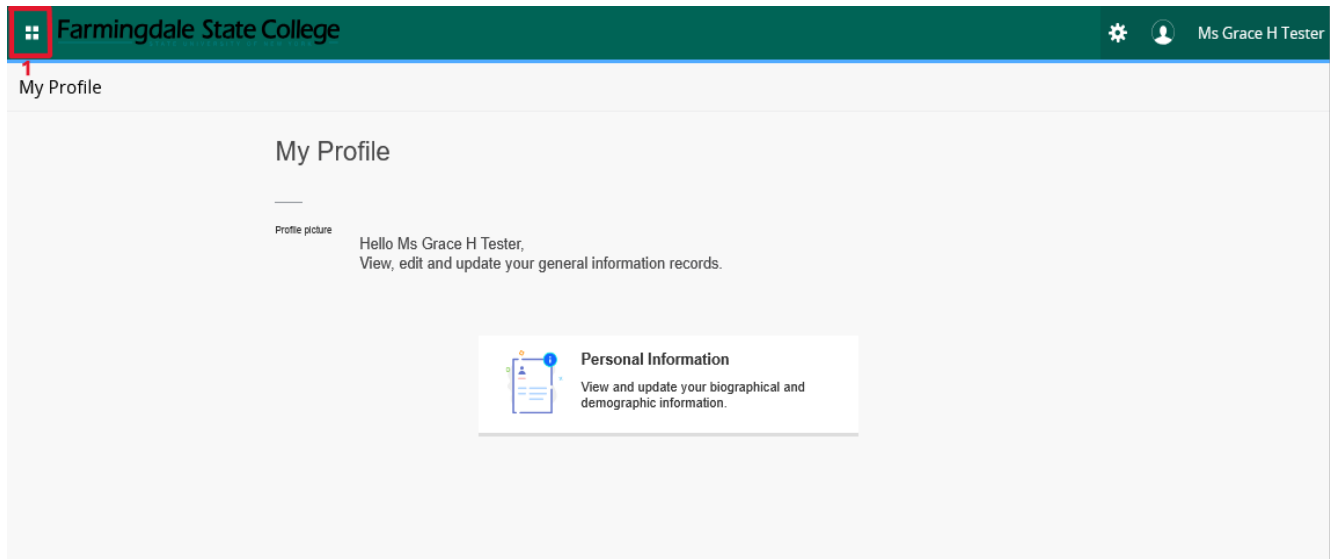 Farmingdale State College
Ms Grace H Tester
1
My Profile
My Profile
Profile picture
Hello Ms Grace H Tester,
View, edit and update your general information records.
Personal Information
View and update your biographical and
demographic information.